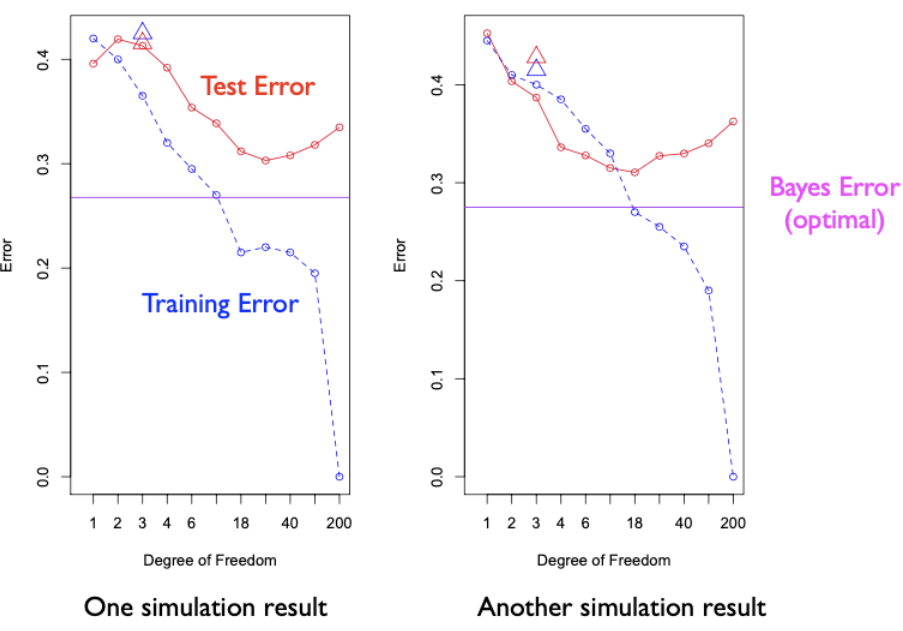 Test Error
Training Error
Error
0.0
0.1
0.2
0.3
0.4
1 2 3 4 6 18 40 200
Degree of Freedom
One simulation result
Error
0.0
0.1
0.2
0.3
0.4
1 2 3 4 6 18 40 200
Degree of Freedom
Another simulation result
Bayes Error
(optimal)